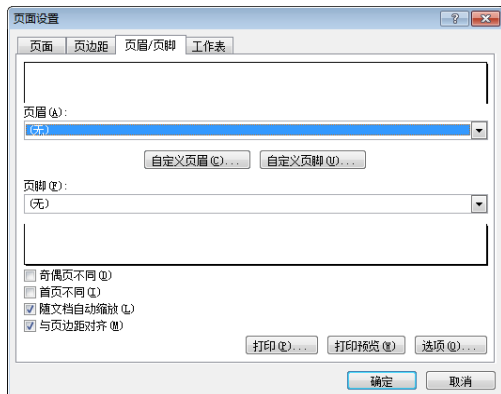 页面设置
页面 页边距 页眉/页脚 工作表
页眉(A):
(无)
自定义页眉(C)... 自定义页脚(U)...
页脚(F):
(无)
奇偶页不同(D)
首页不同(I)
随文档自动缩放(L)
与页边距对齐(M)
打印(P)... 打印预览(W) 选项(O)...
确定 取消